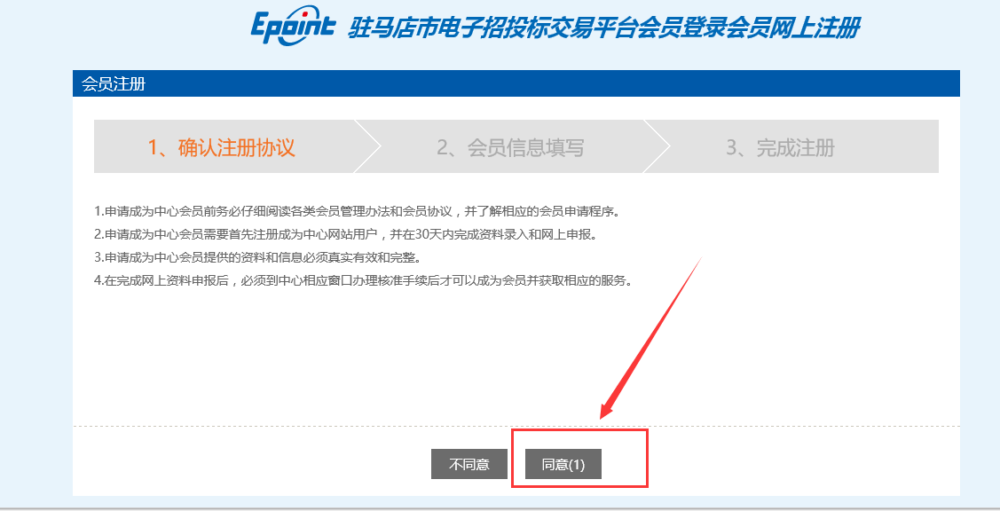 Epoint 驻马店市电子招投标交易平台会员登录会员网上注册
会员注册
1、确认注册协议 2、会员信息填写 3、完成注册
1.申请成为中心会员前务必仔细阅读各类会员管理办法和会员协议，并了解相应的会员申请程序。
2.申请成为中心会员需要首先注册成为中心网站用户，并在30天内完成资料录入和网上申报。
3.申请成为中心会员提供的资料和信息必须真实有效和完整。
4.在完成网上资料申报后，必须到中心相应窗口办理核准手续后才可以成为会员并获取相应的服务。
不同意 同意(1)